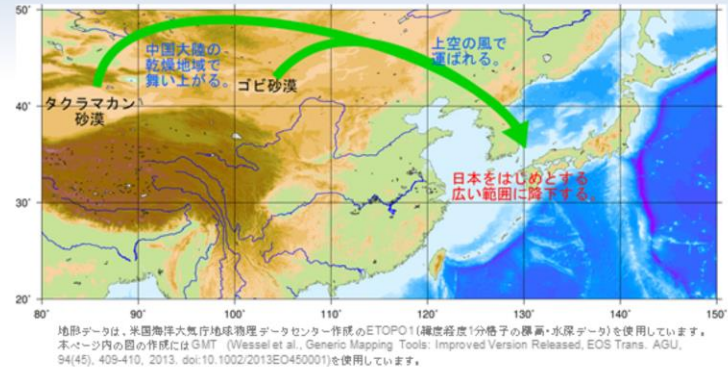 50°
中国大陸の
乾燥地域で
舞い上がる。
上空の風で
運ばれる。
ゴビ砂漠
タクラマカン
砂漠
40°
日本をはじめとする
広い範囲に降下する。
30°
20°
80° 90° 100° 110° 120° 130° 140° 150°
地形データは、米国海洋大気庁地球物理データセンター作成のETOPO1(緯度経度1分格子の標高・水深データ)を使用しています。
本ページ内の図の作成にはGMT (Wessel et al., Generic Mapping Tools: Improved Version Released, EOS Trans. AGU,
94(45), 409-410, 2013. doi:10.1002/2013EO450001)を使用しています。